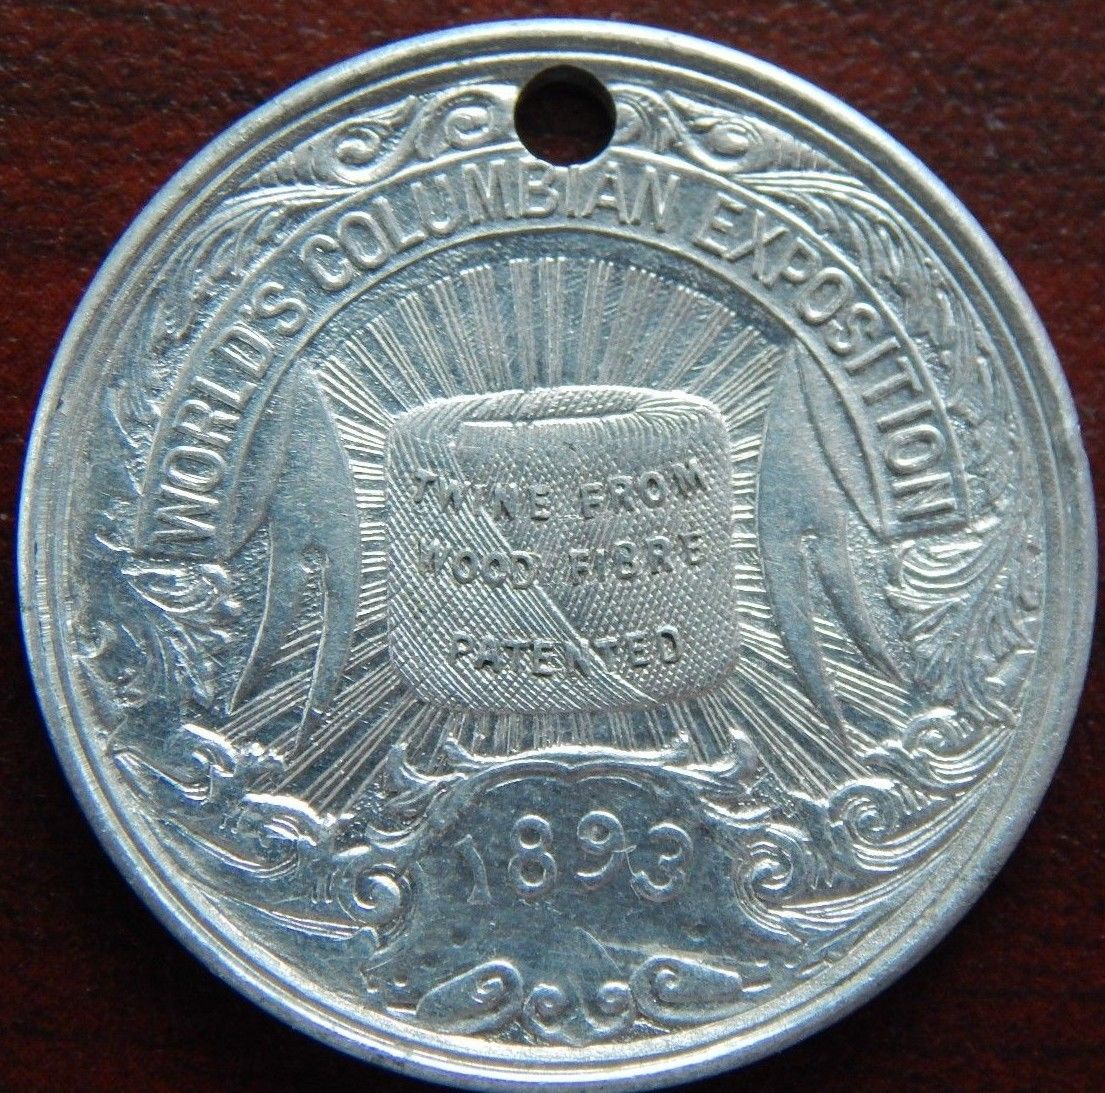 WORLD'S COLUMBIAN EXPOSITION
TWINE FROM
WOOD FIBRE
PATENTED
1893